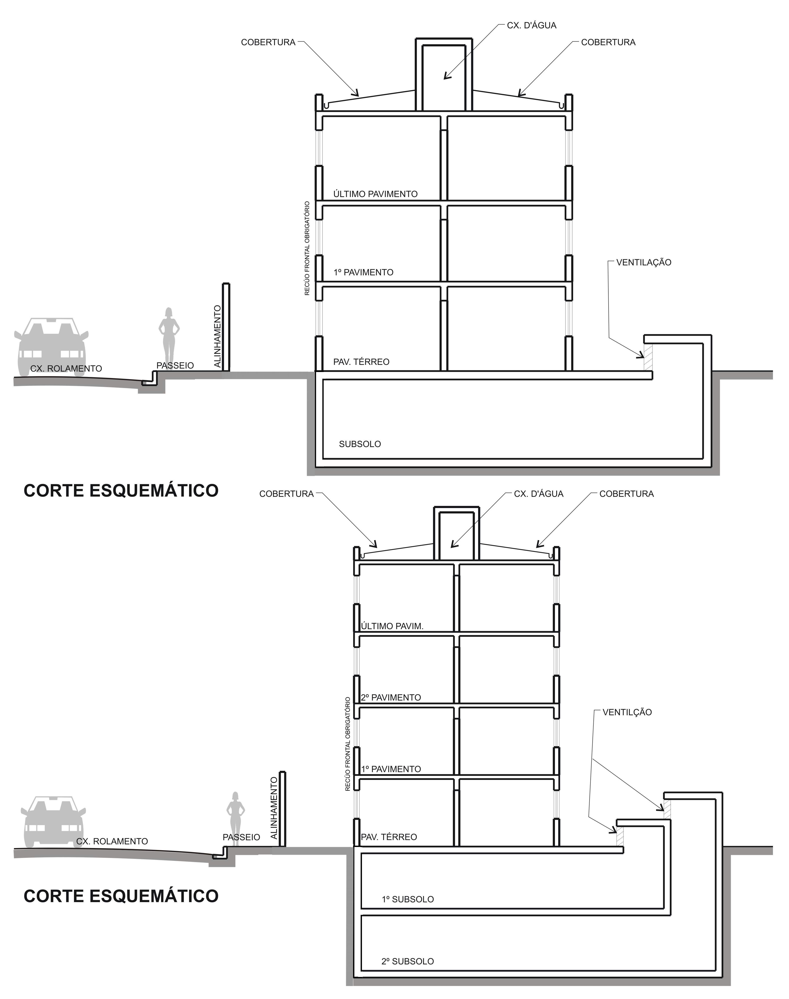 CX. D'ÁGUA
COBERTURA
COBERTURA
ÚLTIMO PAVIMENTO
RECÚO FRONTAL OBRIGATÓRIO
VENTILAÇÃO
1º PAVIMENTO
ALINHAMENTO
PAV. TÉRREO
PASSEIO
CX. ROLAMENTO
SUBSOLO
CORTE ESQUEMÁTICO
COBERTURA
CX. D'ÁGUA
COBERTURA
ÚLTIMO PAVIM.
2º PAVIMENTO
RECÚO FRONTAL OBRIGATÓRIO
VENTILÇÃO
1º PAVIMENTO
ALINHAMENTO
PAV. TÉRREO
PASSEIO
CX. ROLAMENTO
CORTE ESQUEMÁTICO
1º SUBSOLO
2º SUBSOLO